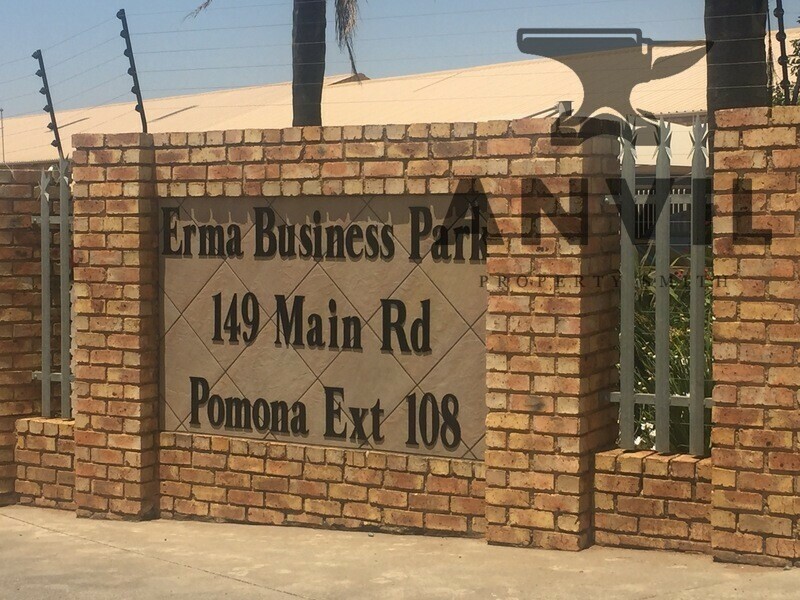 Erma Business Park
149 Main Rd
Pomona Ext 108
ANVIL
PROPERTY SMITH